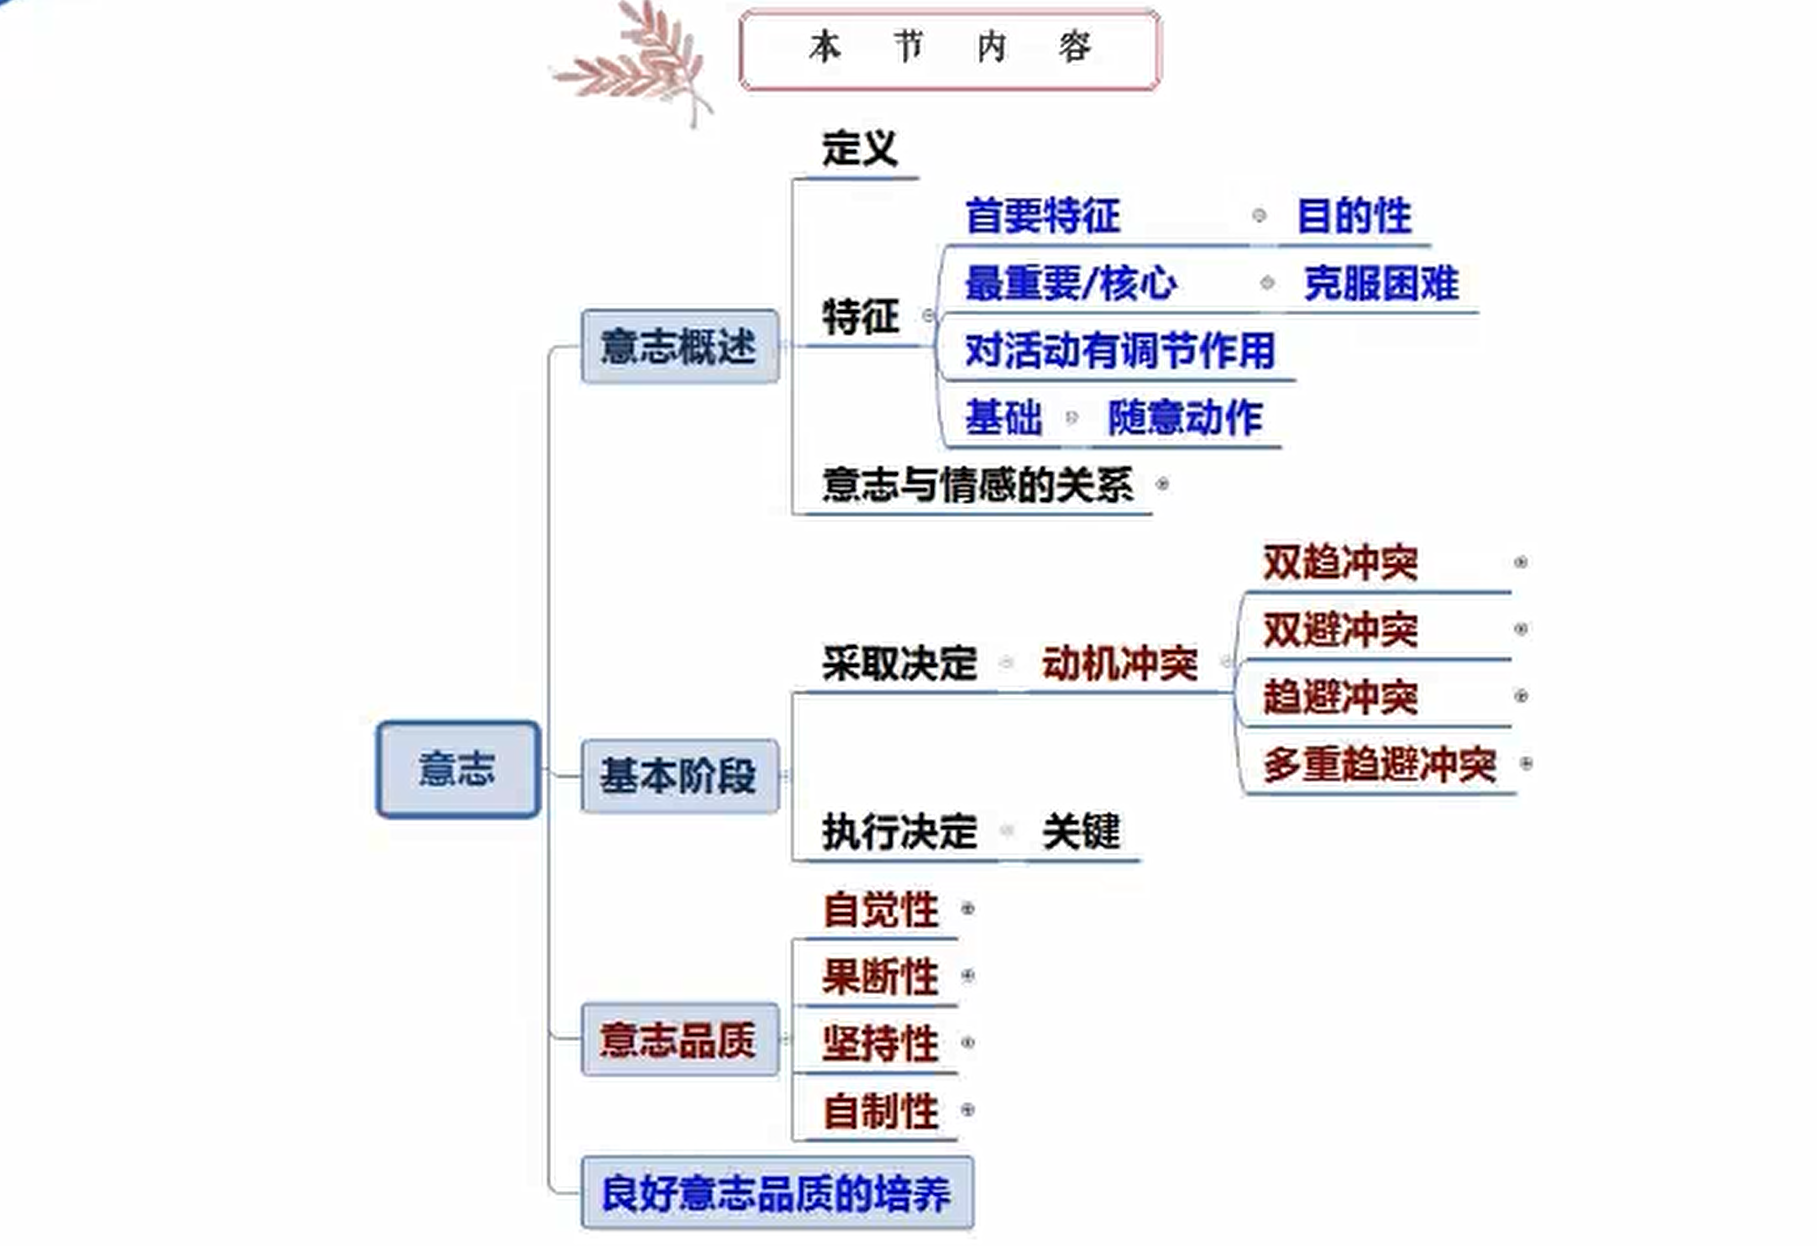 本 节 内 容
定义
首要特征 目的性
最重要/核心 克服困难
特征
意志概述
对活动有调节作用
基础 随意动作
意志与情感的关系
双趋冲突
双避冲突
采取决定 动机冲突
趋避冲突
多重趋避冲突
意志
基本阶段
执行决定 关键
自觉性
果断性
意志品质
坚持性
自制性
良好意志品质的培养